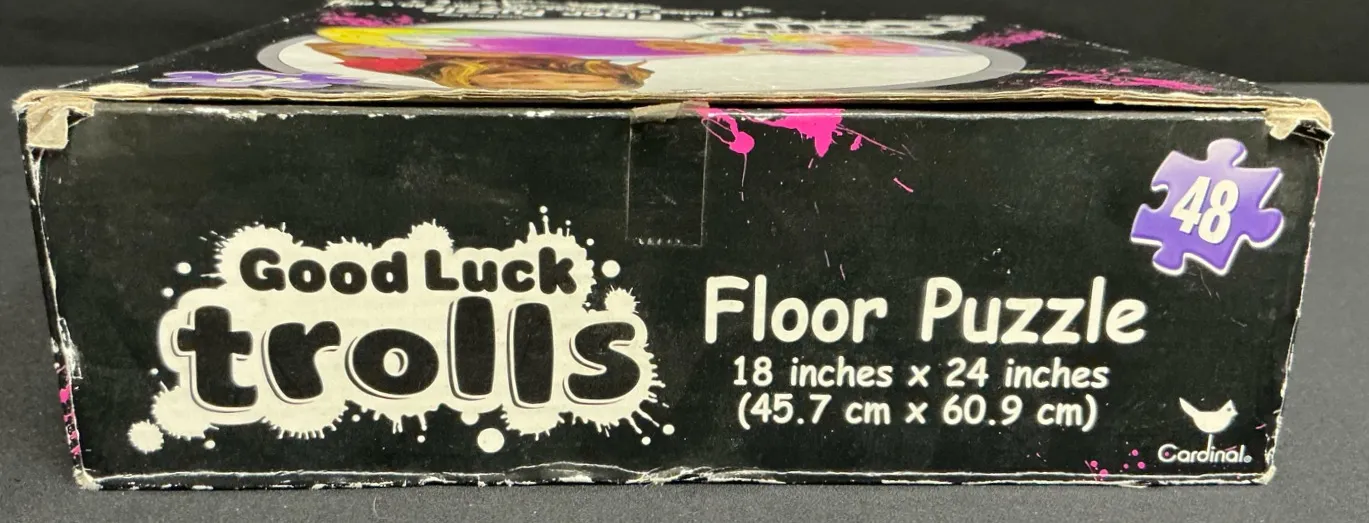 Good Luck
trolls
Floor Puzzle
18 inches x 24 inches
(45.7 cm x 60.9 cm)
48
Cardinal®